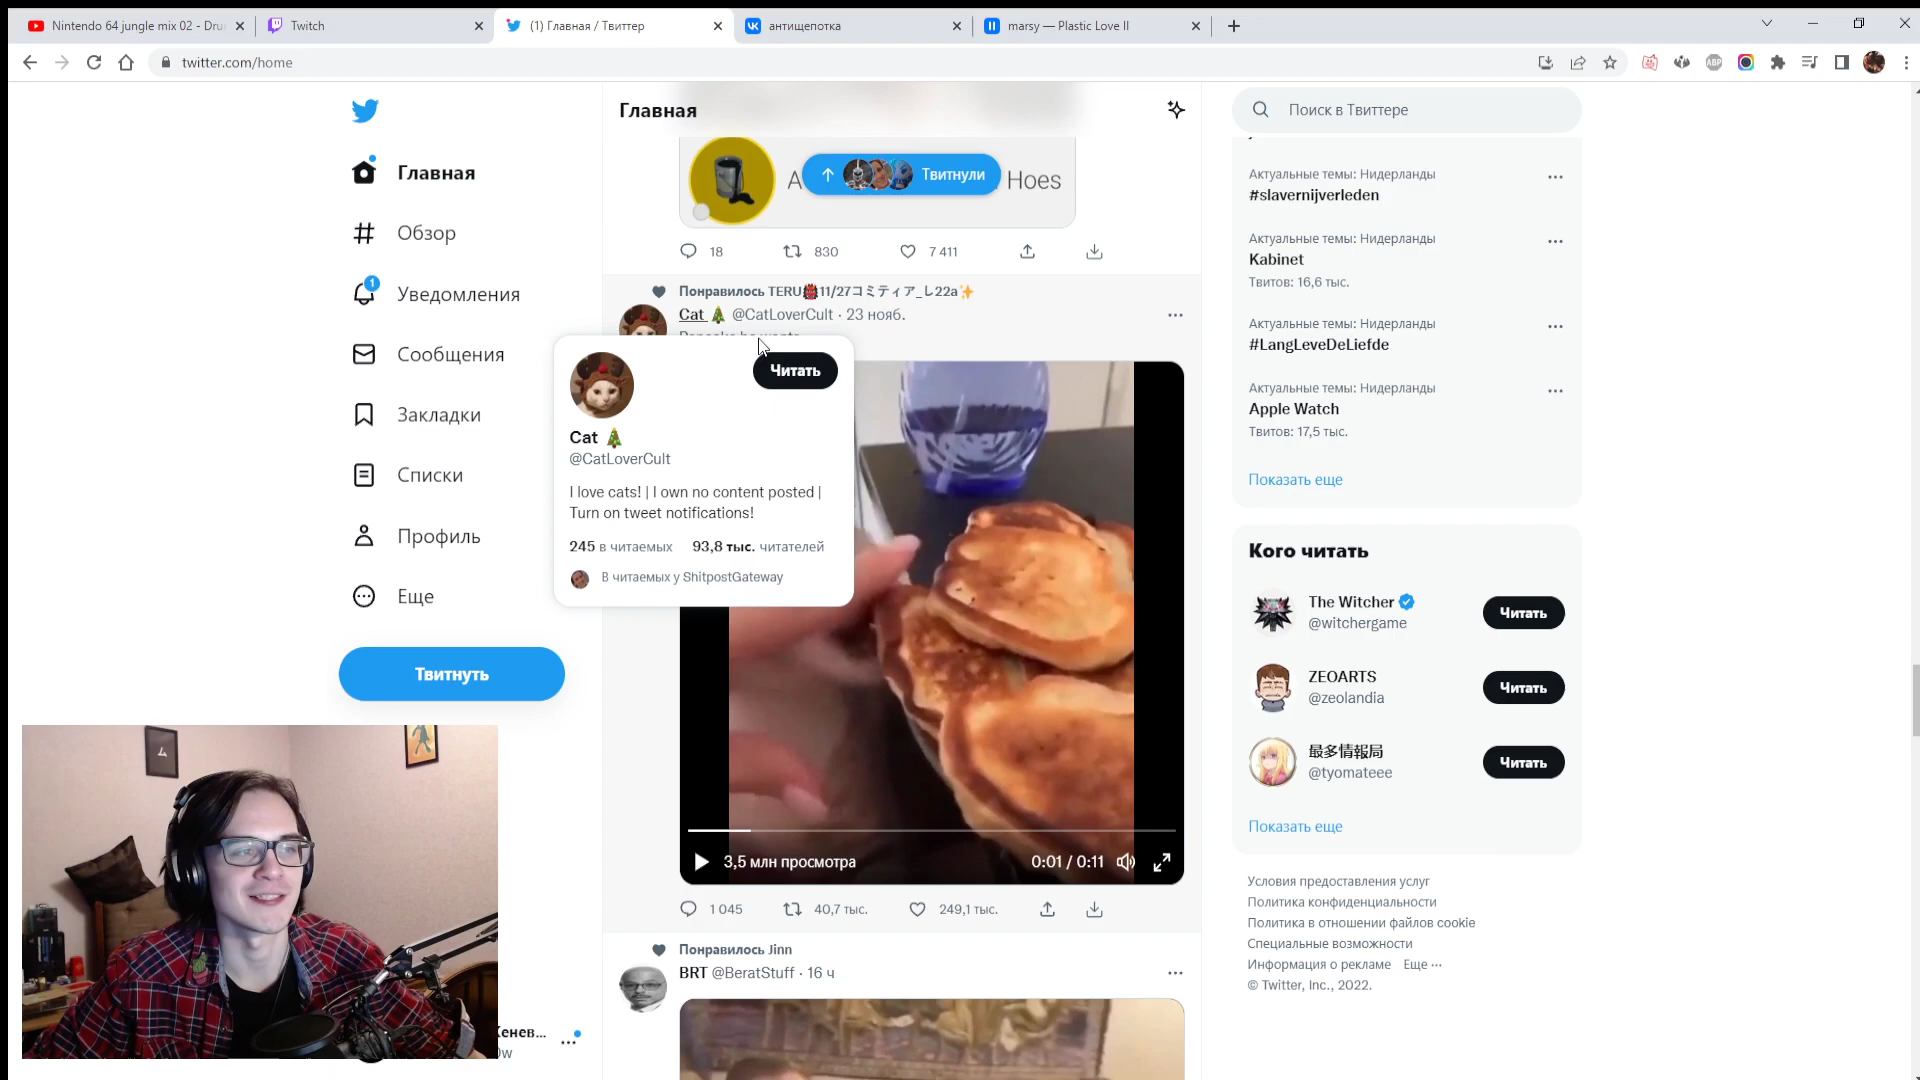 Nintendo 64 jungle mix 02 - Dru
Twitch
(1) Главная / Твиттер
антищепотка
marsy — Plastic Love II
twitter.com/home
Главная
Поиск в Твиттере
Главная
Обзор
1
Уведомления
Сообщения
Закладки
Списки
Профиль
Еще
Твитнуть
A
Твитнули
Hoes
18
830
7 411
Понравилось TERU👹11/27コミティア_し22a✨
Cat 🎄 @CatLoverCult · 23 нояб.
Читать
Cat 🎄
@CatLoverCult
I love cats! | I own no content posted |
Turn on tweet notifications!
245 в читаемых 93,8 тыс. читателей
В читаемых у ShitpostGateway
3,5 млн просмотра
0:01 / 0:11
1 045
40,7 тыс.
249,1 тыс.
Понравилось Jinn
BRT @BeratStuff · 16 ч
Актуальные темы: Нидерланды
#slavernijverleden
Актуальные темы: Нидерланды
Kabinet
Твитов: 16,6 тыс.
Актуальные темы: Нидерланды
#LangLeveDeLiefde
Актуальные темы: Нидерланды
Apple Watch
Твитов: 17,5 тыс.
Показать еще
Кого читать
The Witcher
@witchergame
Читать
ZEOARTS
@zeolandia
Читать
最多情報局
@tyomateee
Читать
Показать еще
Условия предоставления услуг
Политика конфиденциальности
Политика в отношении файлов cookie
Специальные возможности
Информация о рекламе Еще ···
© Twitter, Inc., 2022.
ABP